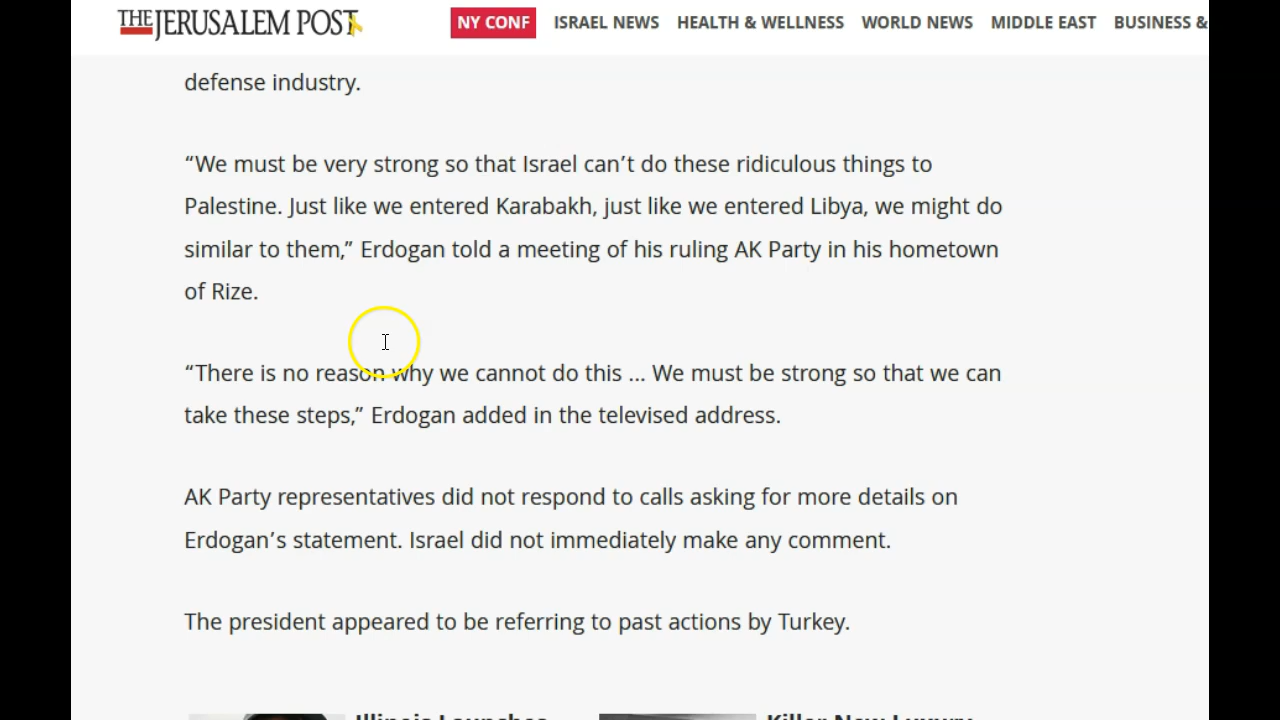 THE JERUSALEM POST
NY CONF ISRAEL NEWS HEALTH & WELLNESS WORLD NEWS MIDDLE EAST BUSINESS &
defense industry.
“We must be very strong so that Israel can’t do these ridiculous things to
Palestine. Just like we entered Karabakh, just like we entered Libya, we might do
similar to them,” Erdogan told a meeting of his ruling AK Party in his hometown
of Rize.
“There is no reason why we cannot do this ... We must be strong so that we can
take these steps,” Erdogan added in the televised address.
AK Party representatives did not respond to calls asking for more details on
Erdogan’s statement. Israel did not immediately make any comment.
The president appeared to be referring to past actions by Turkey.
Illinois Launches Killer New Luxury